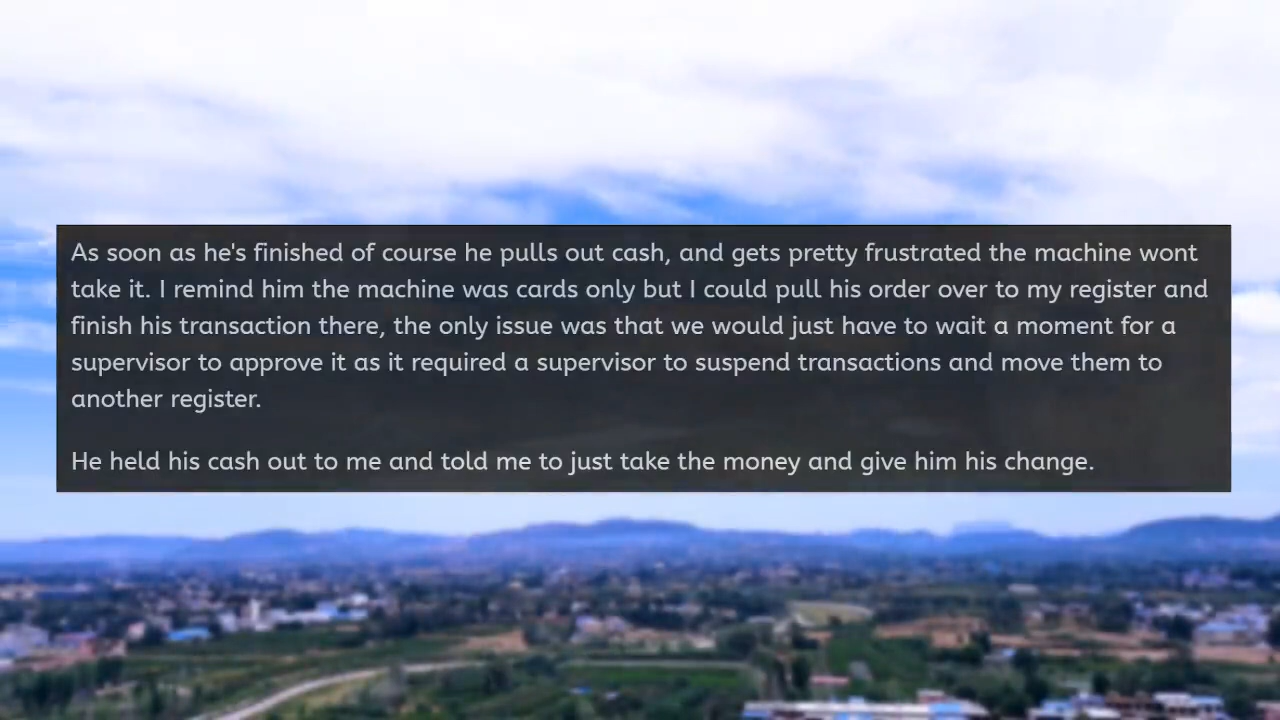 As soon as he's finished of course he pulls out cash, and gets pretty frustrated the machine wont
take it. I remind him the machine was cards only but I could pull his order over to my register and
finish his transaction there, the only issue was that we would just have to wait a moment for a
supervisor to approve it as it required a supervisor to suspend transactions and move them to
another register.
He held his cash out to me and told me to just take the money and give him his change.